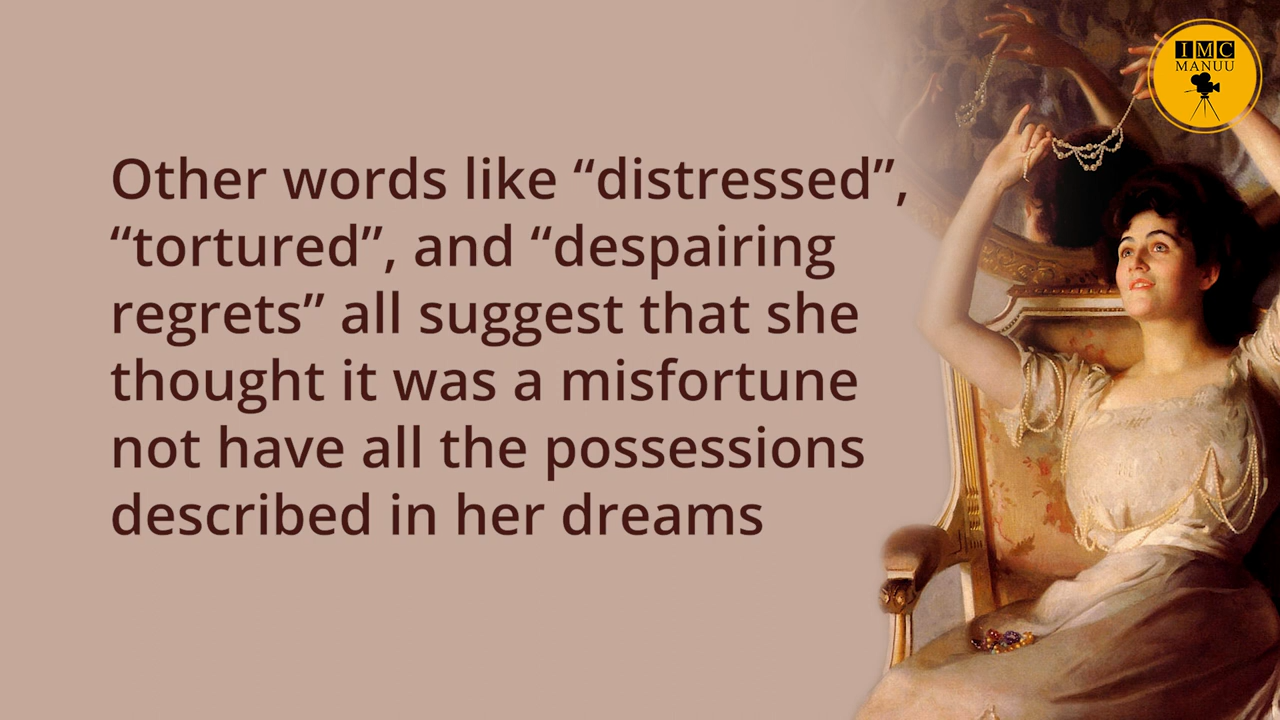 IMC
MANUU
Other words like “distressed”,
“tortured”, and “despairing
regrets” all suggest that she
thought it was a misfortune
not have all the possessions
described in her dreams